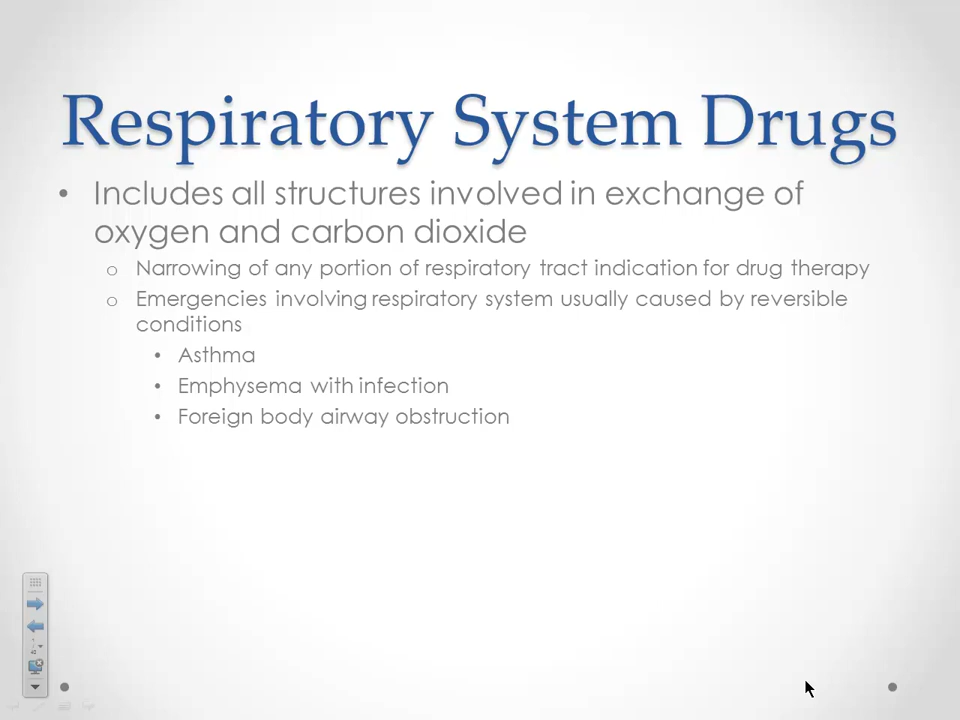 Respiratory System Drugs
• Includes all structures involved in exchange of
oxygen and carbon dioxide
o Narrowing of any portion of respiratory tract indication for drug therapy
o Emergencies involving respiratory system usually caused by reversible
conditions
• Asthma
• Emphysema with infection
• Foreign body airway obstruction